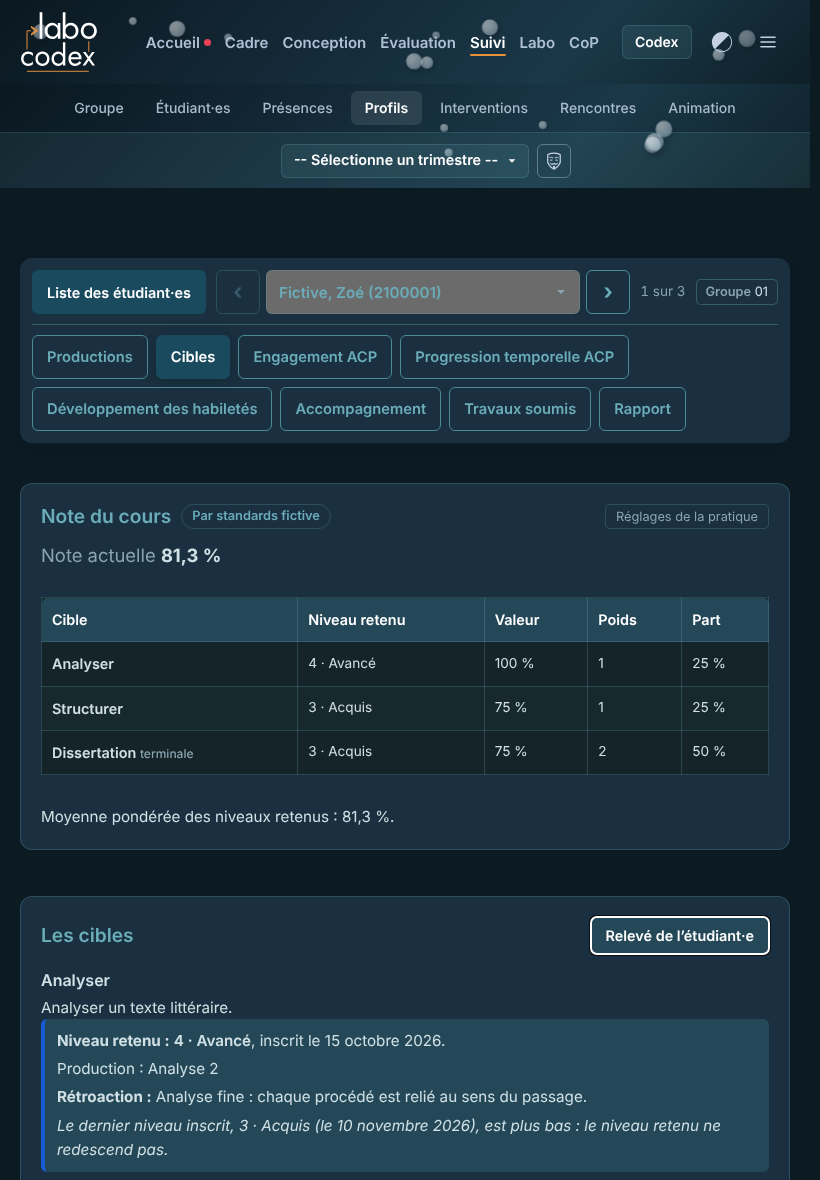 labo
codex
Accueil Cadre Conception Évaluation Suivi Labo CoP Codex
Groupe Étudiant·es Présences Profils Interventions Rencontres Animation
-- Sélectionne un trimestre --
Liste des étudiant·es Fictive, Zoé (2100001) 1 sur 3 Groupe 01
Productions Cibles Engagement ACP Progression temporelle ACP
Développement des habiletés Accompagnement Travaux soumis Rapport
Note du cours Par standards fictive Réglages de la pratique
Note actuelle 81,3 %
Cible Niveau retenu Valeur Poids Part
Analyser 4 · Avancé 100 % 1 25 %
Structurer 3 · Acquis 75 % 1 25 %
Dissertation terminale 3 · Acquis 75 % 2 50 %
Moyenne pondérée des niveaux retenus : 81,3 %.
Les cibles Relevé de l’étudiant·e
Analyser
Analyser un texte littéraire.
Niveau retenu : 4 · Avancé, inscrit le 15 octobre 2026.
Production : Analyse 2
Rétroaction : Analyse fine : chaque procédé est relié au sens du passage.
Le dernier niveau inscrit, 3 · Acquis (le 10 novembre 2026), est plus bas : le niveau retenu ne
redescend pas.